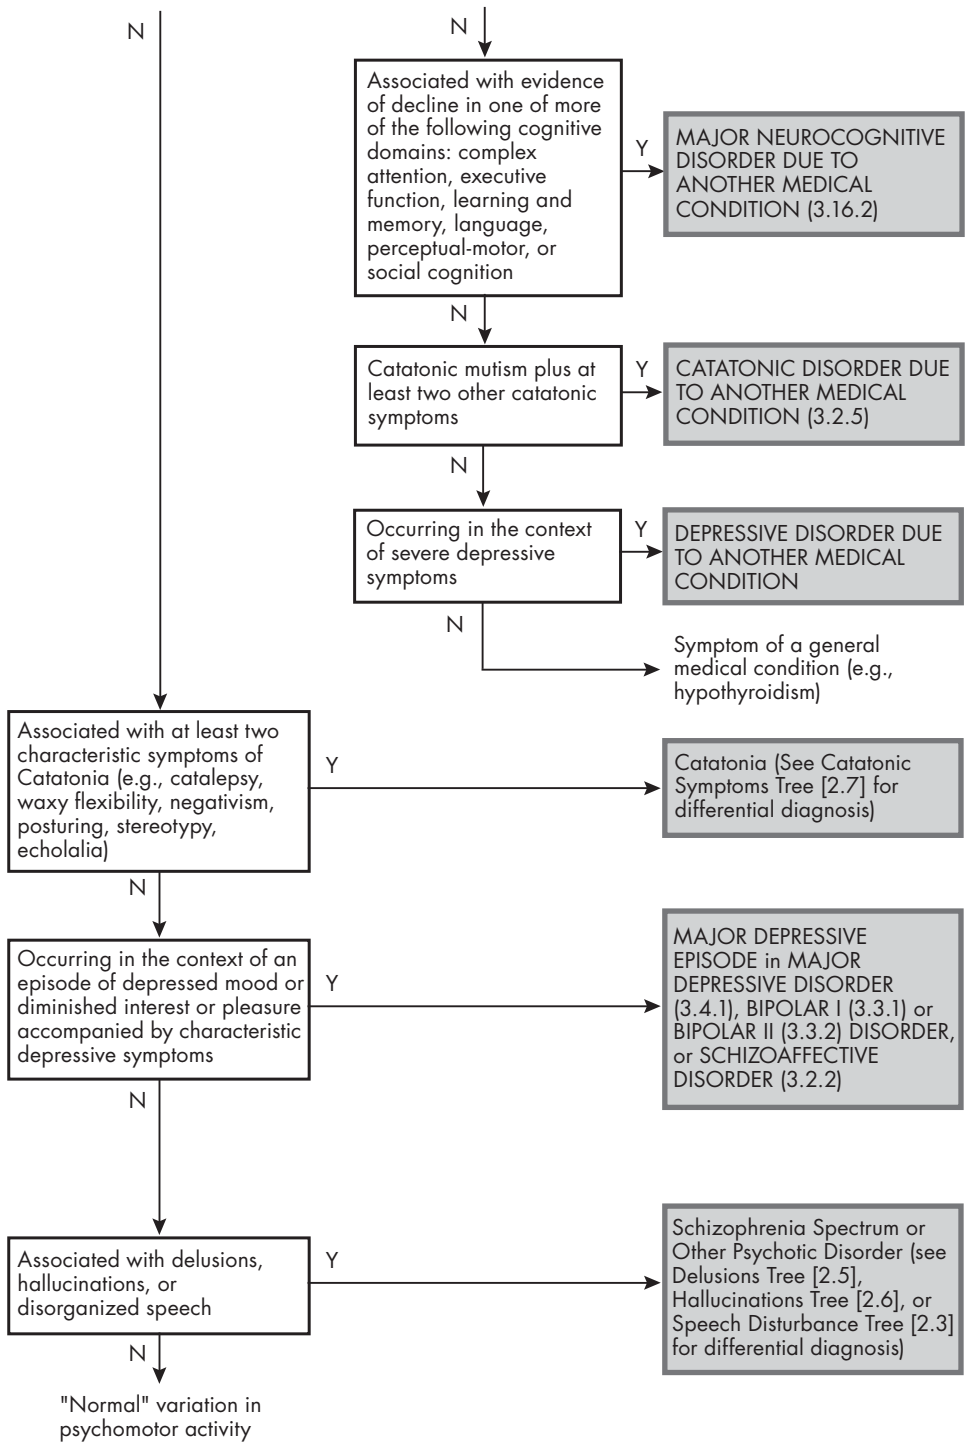 N
N
Associated with evidence
of decline in one of more
of the following cognitive
domains: complex
attention, executive
function, learning and
memory, language,
perceptual-motor, or
social cognition
Y
MAJOR NEUROCOGNITIVE
DISORDER DUE TO
ANOTHER MEDICAL
CONDITION (3.16.2)
N
Catatonic mutism plus at
least two other catatonic
symptoms
Y
CATATONIC DISORDER DUE
TO ANOTHER MEDICAL
CONDITION (3.2.5)
N
Occurring in the context
of severe depressive
symptoms
Y
DEPRESSIVE DISORDER DUE
TO ANOTHER MEDICAL
CONDITION
N
Symptom of a general
medical condition (e.g.,
hypothyroidism)
Associated with at least two
characteristic symptoms of
Catatonia (e.g., catalepsy,
waxy flexibility, negativism,
posturing, stereotypy,
echolalia)
Y
Catatonia (See Catatonic
Symptoms Tree [2.7] for
differential diagnosis)
N
Occurring in the context of an
episode of depressed mood or
diminished interest or pleasure
accompanied by characteristic
depressive symptoms
Y
MAJOR DEPRESSIVE
EPISODE in MAJOR
DEPRESSIVE DISORDER
(3.4.1), BIPOLAR I (3.3.1) or
BIPOLAR II (3.3.2) DISORDER,
or SCHIZOAFFECTIVE
DISORDER (3.2.2)
N
Associated with delusions,
hallucinations, or
disorganized speech
Y
Schizophrenia Spectrum or
Other Psychotic Disorder (see
Delusions Tree [2.5],
Hallucinations Tree [2.6], or
Speech Disturbance Tree [2.3]
for differential diagnosis)
N
"Normal" variation in
psychomotor activity